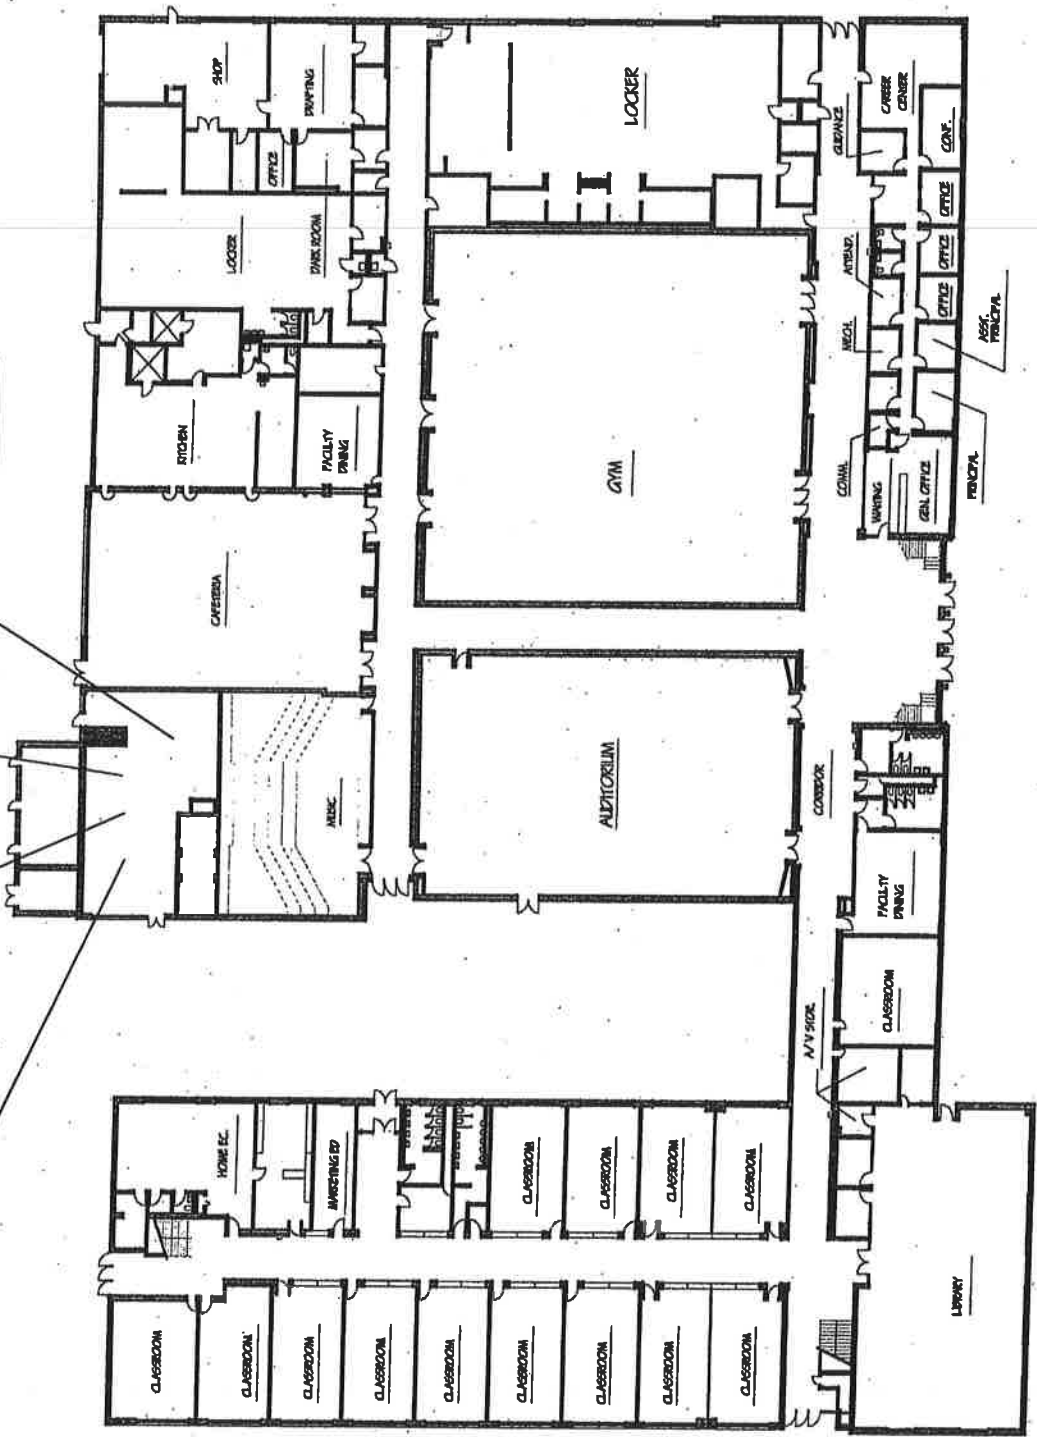 SHOP
DRAFTING
OFFICE
LOCKER
DARK ROOM
KITCHEN
FACULTY
DINING
CAFETERIA
MUSIC
LOCKER
GYM
AUDITORIUM
GUIDANCE
CAREER
CENTER
CONF.
OFFICE
OFFICE
OFFICE
ATTEND.
MECH.
ASST.
PRINCIPAL
COMM.
WAITING
GEN. OFFICE
PRINCIPAL
CORRIDOR
FACULTY
DINING
CLASSROOM
A/V STOR.
HOME EC.
MARKETING ED
CLASSROOM
CLASSROOM
CLASSROOM
CLASSROOM
CLASSROOM
CLASSROOM
CLASSROOM
CLASSROOM
CLASSROOM
CLASSROOM
CLASSROOM
CLASSROOM
CLASSROOM
LIBRARY